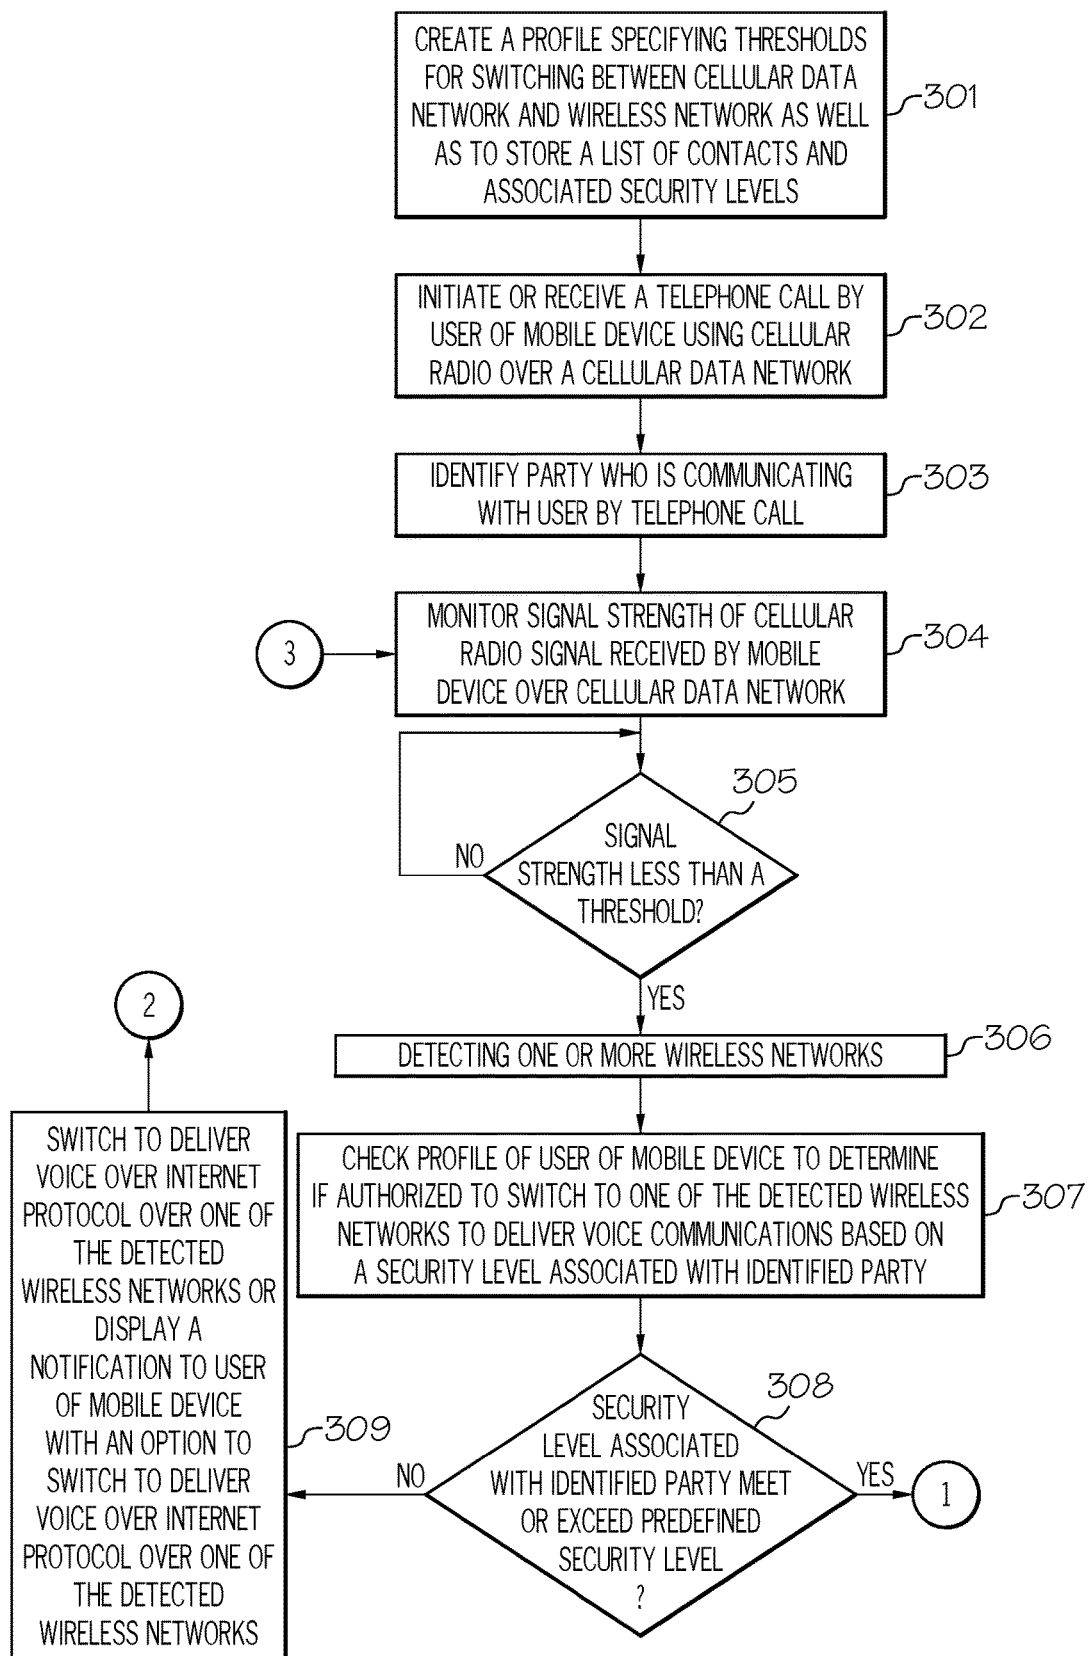 CREATE A PROFILE SPECIFYING THRESHOLDS
FOR SWITCHING BETWEEN CELLULAR DATA
NETWORK AND WIRELESS NETWORK AS WELL
AS TO STORE A LIST OF CONTACTS AND
ASSOCIATED SECURITY LEVELS
301
INITIATE OR RECEIVE A TELEPHONE CALL BY
USER OF MOBILE DEVICE USING CELLULAR
RADIO OVER A CELLULAR DATA NETWORK
302
IDENTIFY PARTY WHO IS COMMUNICATING
WITH USER BY TELEPHONE CALL
303
3
MONITOR SIGNAL STRENGTH OF CELLULAR
RADIO SIGNAL RECEIVED BY MOBILE
DEVICE OVER CELLULAR DATA NETWORK
304
305
SIGNAL
STRENGTH LESS THAN A
THRESHOLD?
NO
YES
2
DETECTING ONE OR MORE WIRELESS NETWORKS
306
CHECK PROFILE OF USER OF MOBILE DEVICE TO DETERMINE
IF AUTHORIZED TO SWITCH TO ONE OF THE DETECTED WIRELESS
NETWORKS TO DELIVER VOICE COMMUNICATIONS BASED ON
A SECURITY LEVEL ASSOCIATED WITH IDENTIFIED PARTY
307
308
SECURITY
LEVEL ASSOCIATED
WITH IDENTIFIED PARTY MEET
OR EXCEED PREDEFINED
SECURITY LEVEL
?
YES
1
NO
SWITCH TO DELIVER
VOICE OVER INTERNET
PROTOCOL OVER ONE OF
THE DETECTED
WIRELESS NETWORKS OR
DISPLAY A
NOTIFICATION TO USER
OF MOBILE DEVICE
WITH AN OPTION TO
SWITCH TO DELIVER
VOICE OVER INTERNET
PROTOCOL OVER ONE OF
THE DETECTED
WIRELESS NETWORKS
309